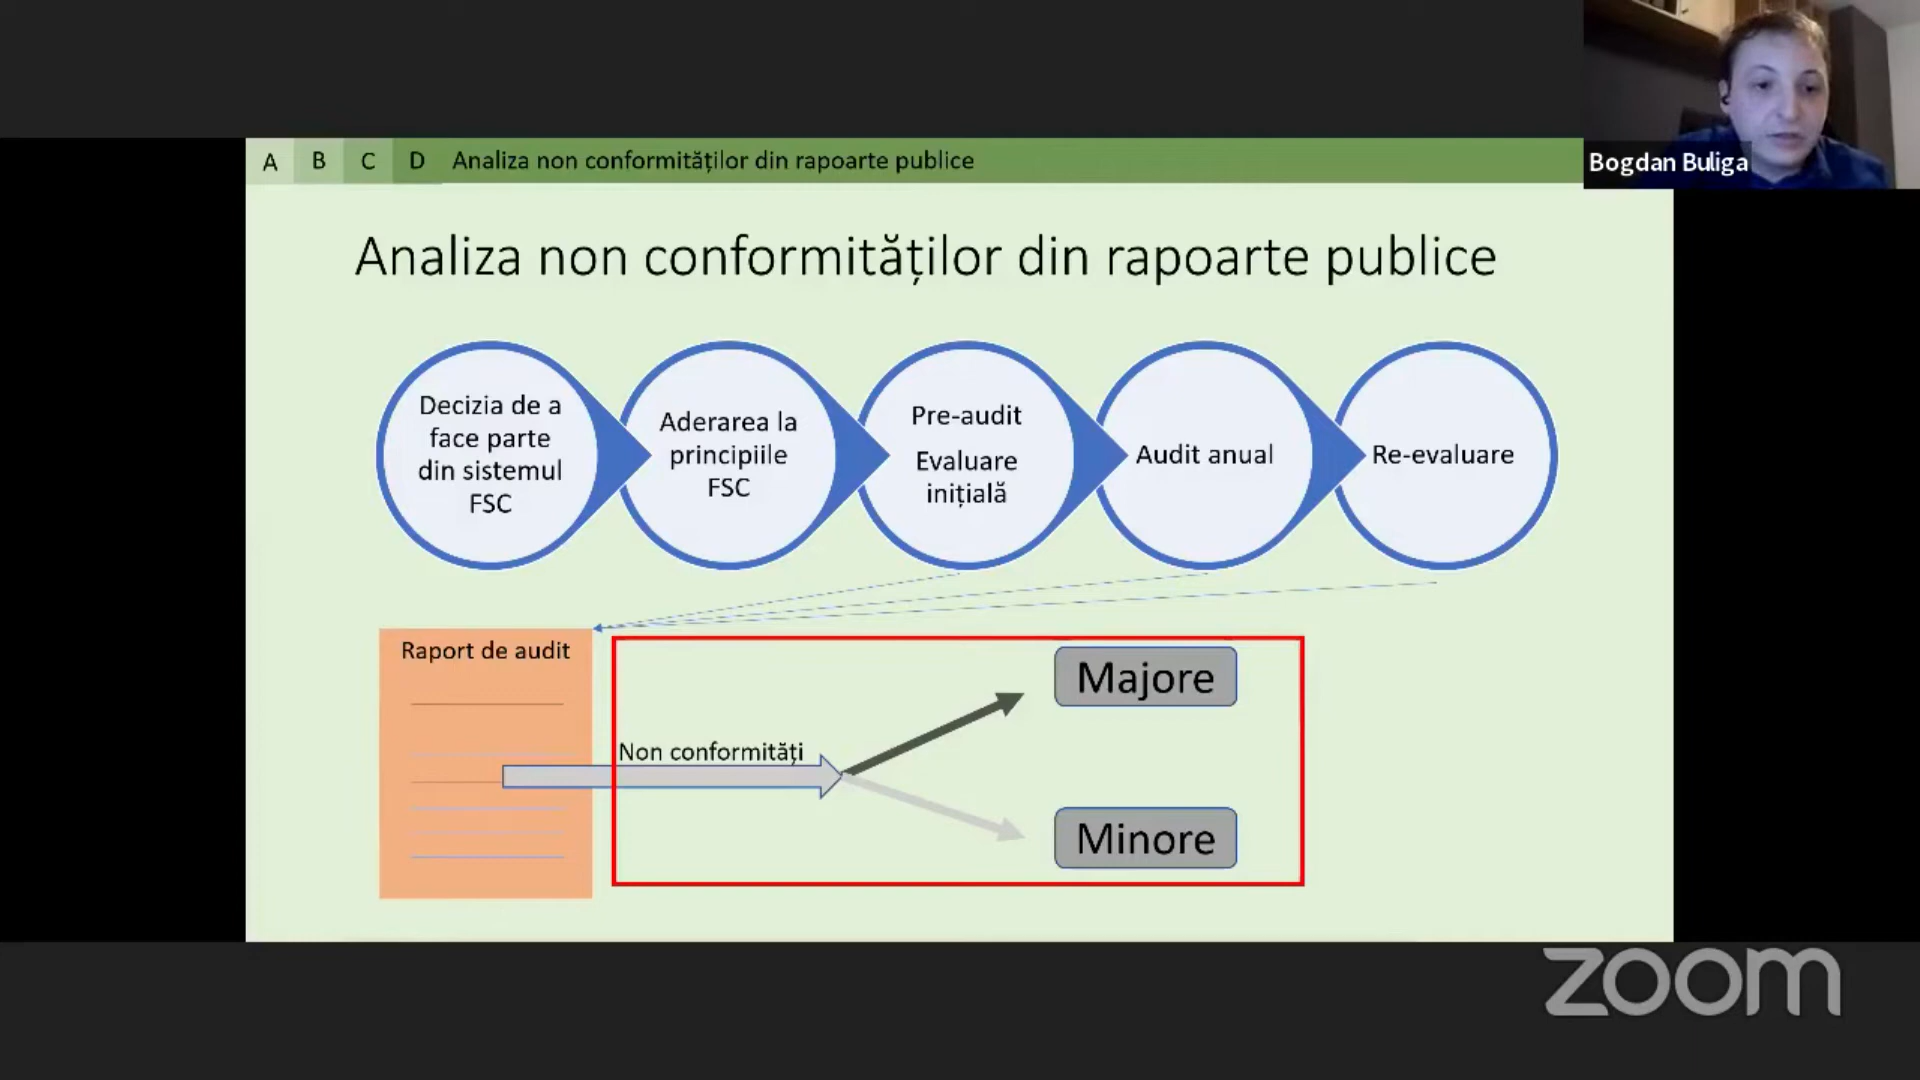 A B C D Analiza non conformităților din rapoarte publice
Bogdan Buliga
Analiza non conformităților din rapoarte publice
Decizia de a
face parte
din sistemul
FSC
Aderarea la
principiile
FSC
Pre-audit
Evaluare
inițială
Audit anual
Re-evaluare
Raport de audit
Non conformități
Majore
Minore
zoom